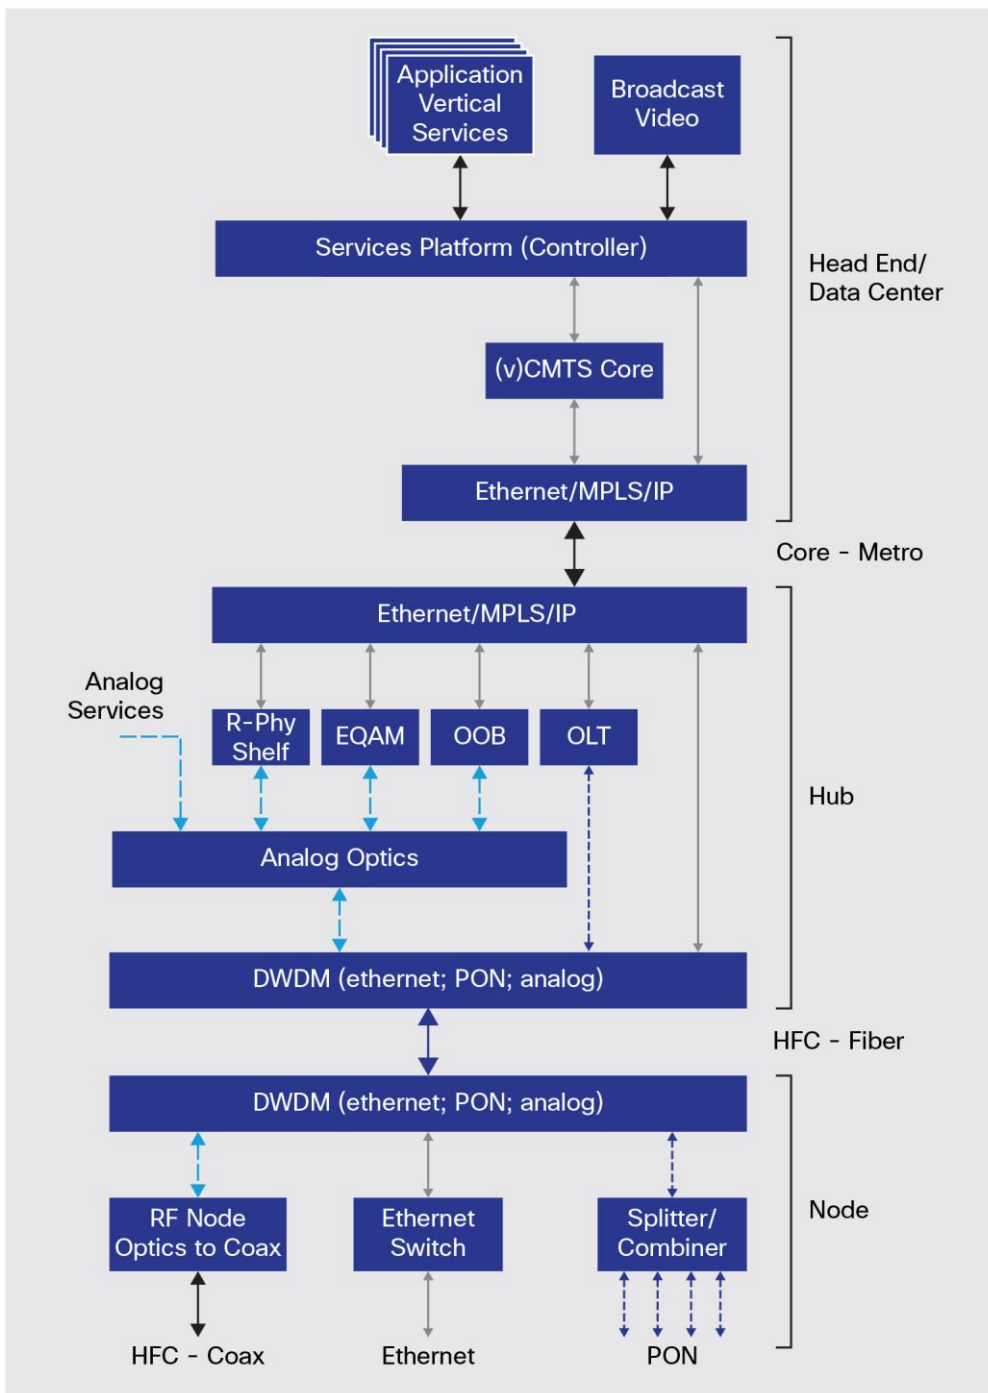 Application
Vertical
Services
Broadcast
Video
Services Platform (Controller)
Head End/
Data Center
(v)CMTS Core
Ethernet/MPLS/IP
Core - Metro
Ethernet/MPLS/IP
Analog
Services
R-Phy
Shelf
EQAM
OOB
OLT
Hub
Analog Optics
DWDM (ethernet; PON; analog)
HFC - Fiber
DWDM (ethernet; PON; analog)
Node
RF Node
Optics to Coax
Ethernet
Switch
Splitter/
Combiner
HFC - Coax
Ethernet
PON